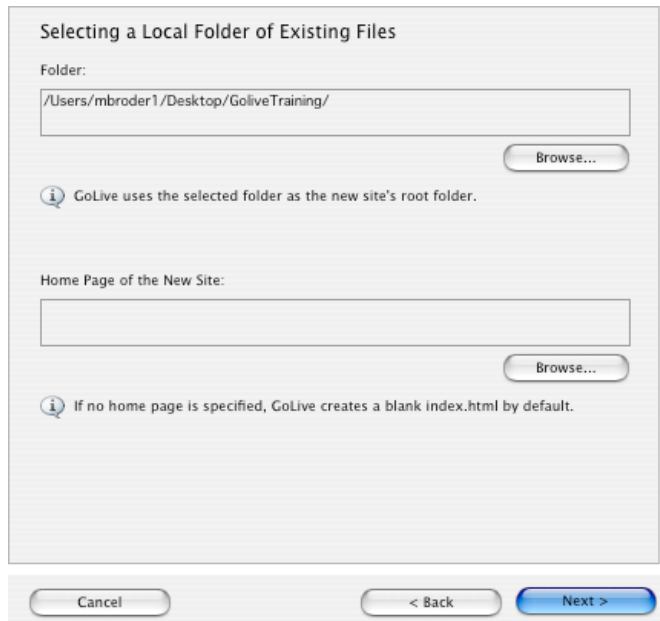 Selecting a Local Folder of Existing Files
Folder:
/Users/mbroder1/Desktop/GoliveTraining/
Browse...
GoLive uses the selected folder as the new site's root folder.
Home Page of the New Site:
Browse...
If no home page is specified, GoLive creates a blank index.html by default.
Cancel
< Back
Next >